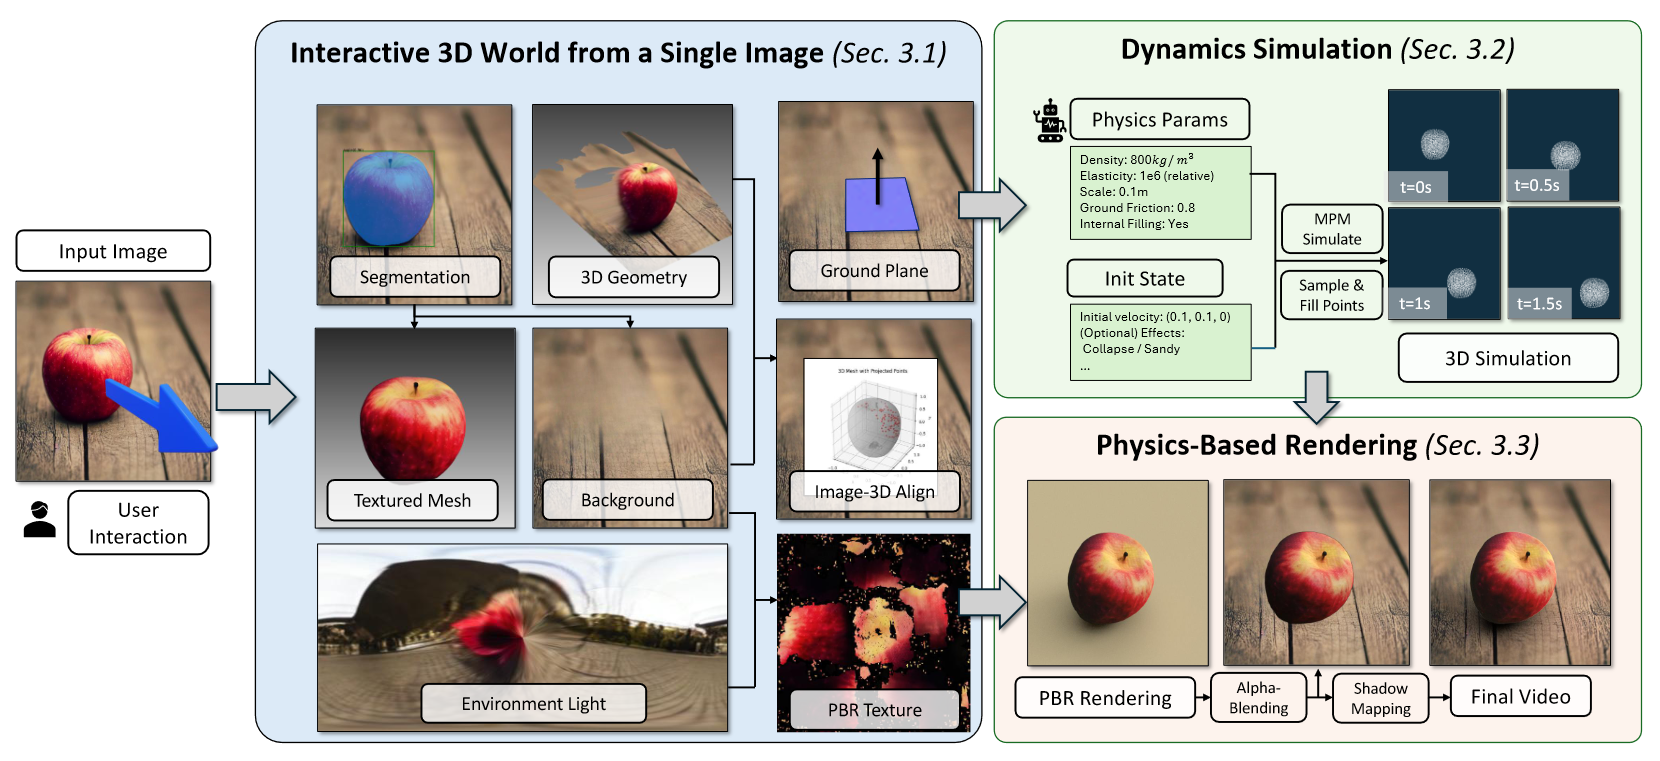 Input Image
User
Interaction
Interactive 3D World from a Single Image (Sec. 3.1)
Segmentation
3D Geometry
Ground Plane
Textured Mesh
Background
3D Mesh with Projected Points
Image-3D Align
Environment Light
PBR Texture
Dynamics Simulation (Sec. 3.2)
Physics Params
Density: 800kg/m³
Elasticity: 1e6 (relative)
Scale: 0.1m
Ground Friction: 0.8
Internal Filling: Yes
Init State
Initial velocity: (0.1, 0.1, 0)
(Optional) Effects:
Collapse / Sandy
...
MPM
Simulate
Sample &
Fill Points
t=0s
t=0.5s
t=1s
t=1.5s
3D Simulation
Physics-Based Rendering (Sec. 3.3)
PBR Rendering
Alpha-
Blending
Shadow
Mapping
Final Video